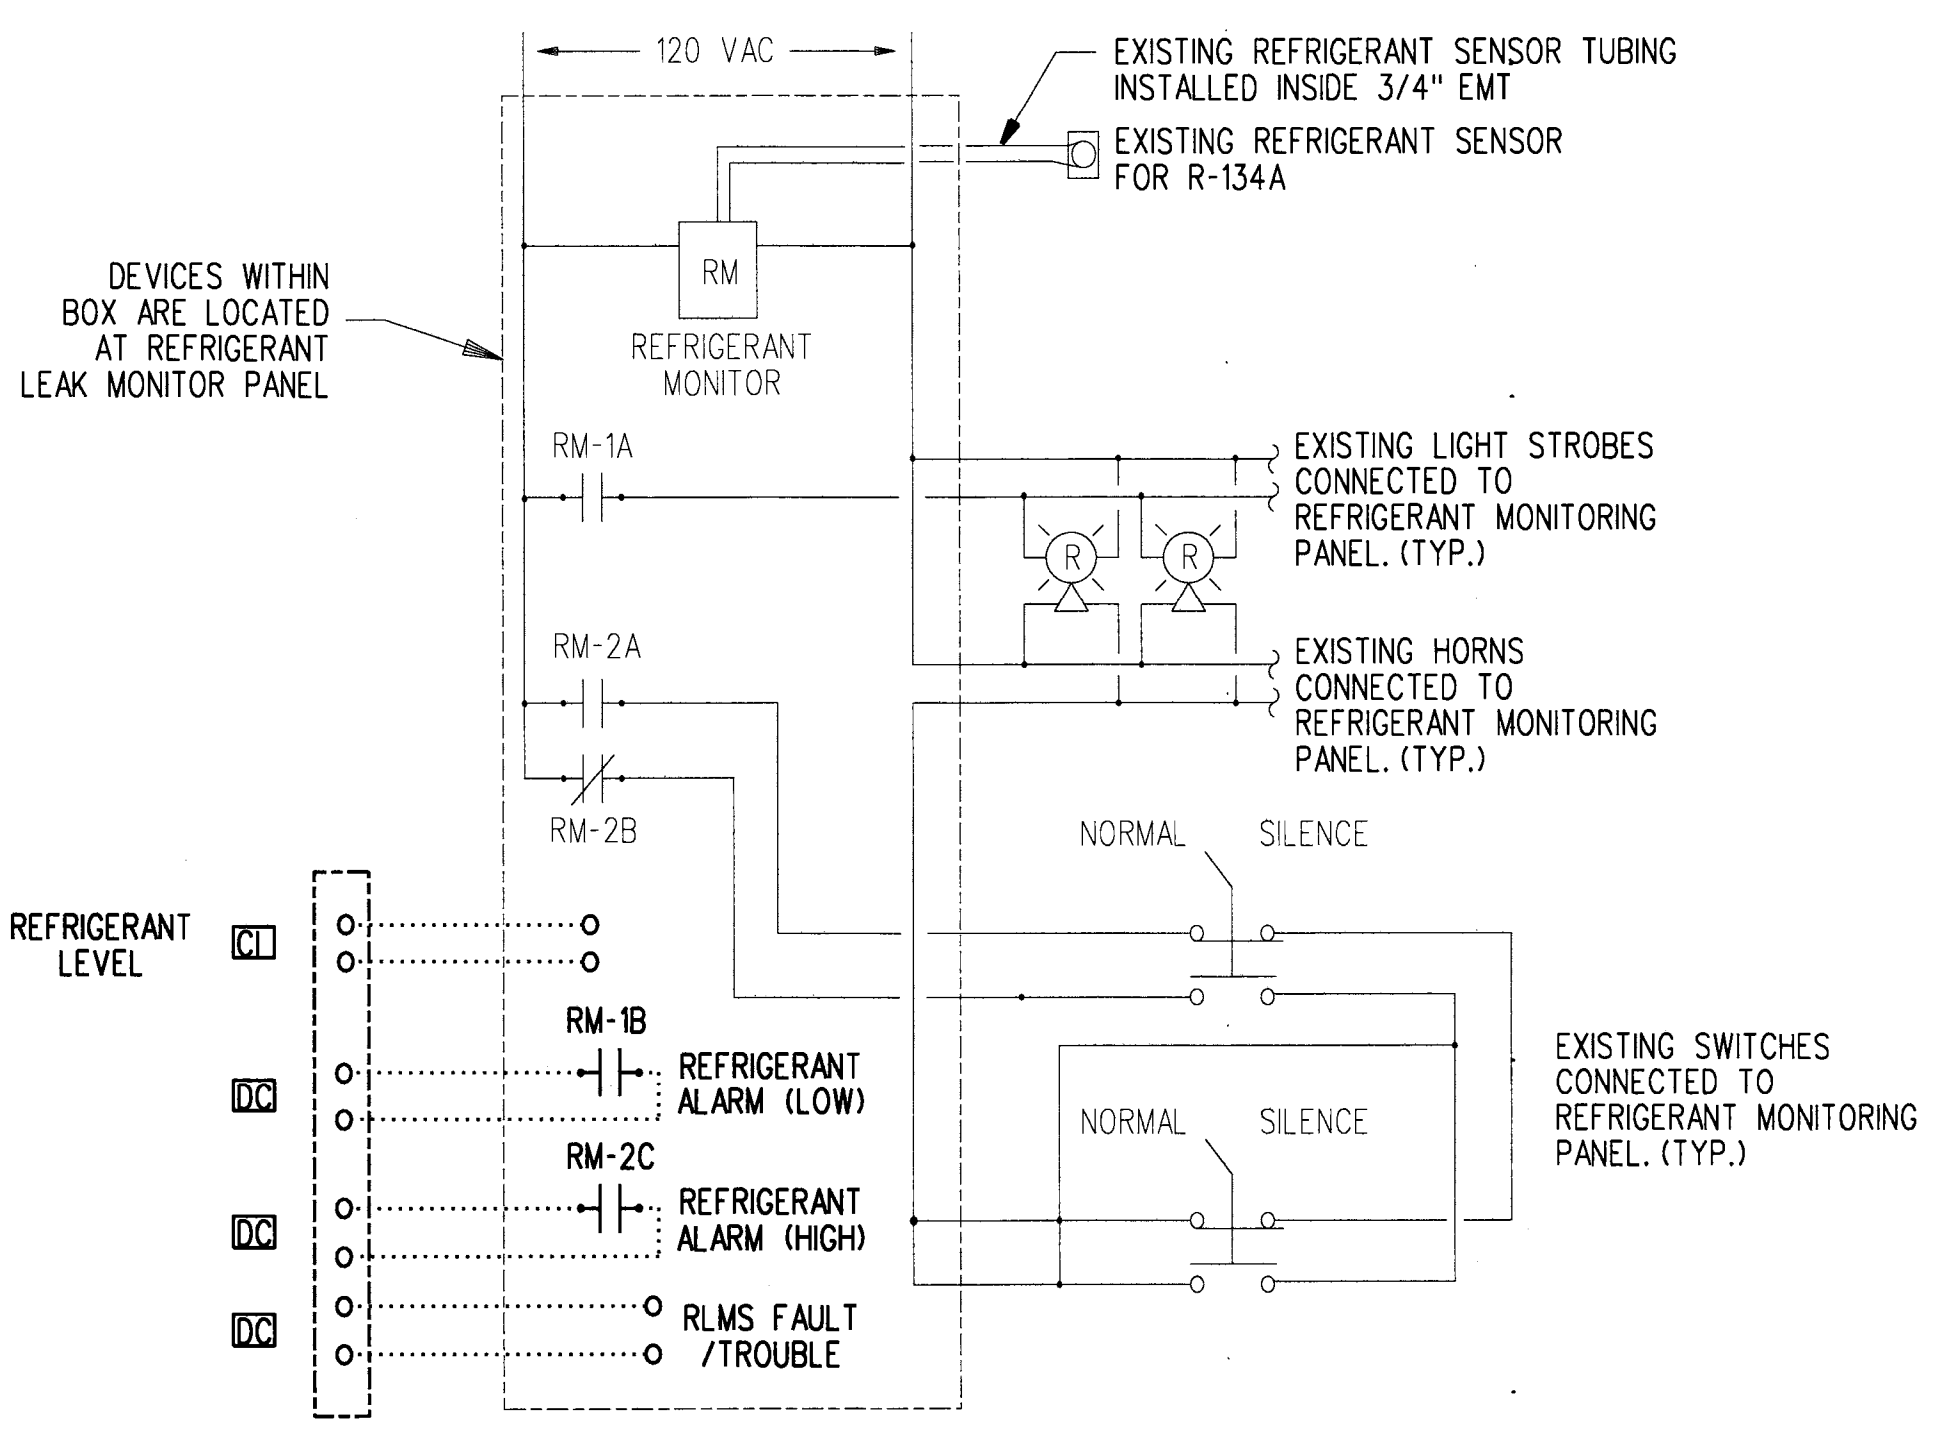 120 VAC
EXISTING REFRIGERANT SENSOR TUBING
INSTALLED INSIDE 3/4" EMT
EXISTING REFRIGERANT SENSOR
FOR R-134A
DEVICES WITHIN
BOX ARE LOCATED
AT REFRIGERANT
LEAK MONITOR PANEL
RM
REFRIGERANT
MONITOR
RM-1A
EXISTING LIGHT STROBES
CONNECTED TO
REFRIGERANT MONITORING
PANEL. (TYP.)
R
R
RM-2A
EXISTING HORNS
CONNECTED TO
REFRIGERANT MONITORING
PANEL. (TYP.)
RM-2B
NORMAL SILENCE
REFRIGERANT
LEVEL
CI
RM-1B
DC
REFRIGERANT
ALARM (LOW)
EXISTING SWITCHES
CONNECTED TO
REFRIGERANT MONITORING
PANEL. (TYP.)
NORMAL SILENCE
RM-2C
DC
REFRIGERANT
ALARM (HIGH)
DC
RLMS FAULT
/TROUBLE